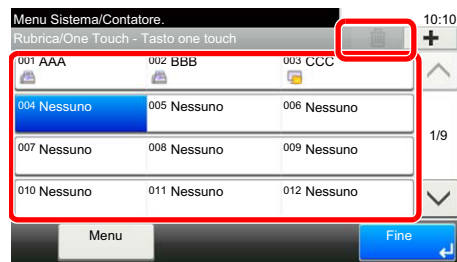 Menu Sistema/Contatore. 10:10
Rubrica/One Touch - Tasto one touch
001 AAA 002 BBB 003 CCC
004 Nessuno 005 Nessuno 006 Nessuno
1/9
007 Nessuno 008 Nessuno 009 Nessuno
010 Nessuno 011 Nessuno 012 Nessuno
Menu Fine